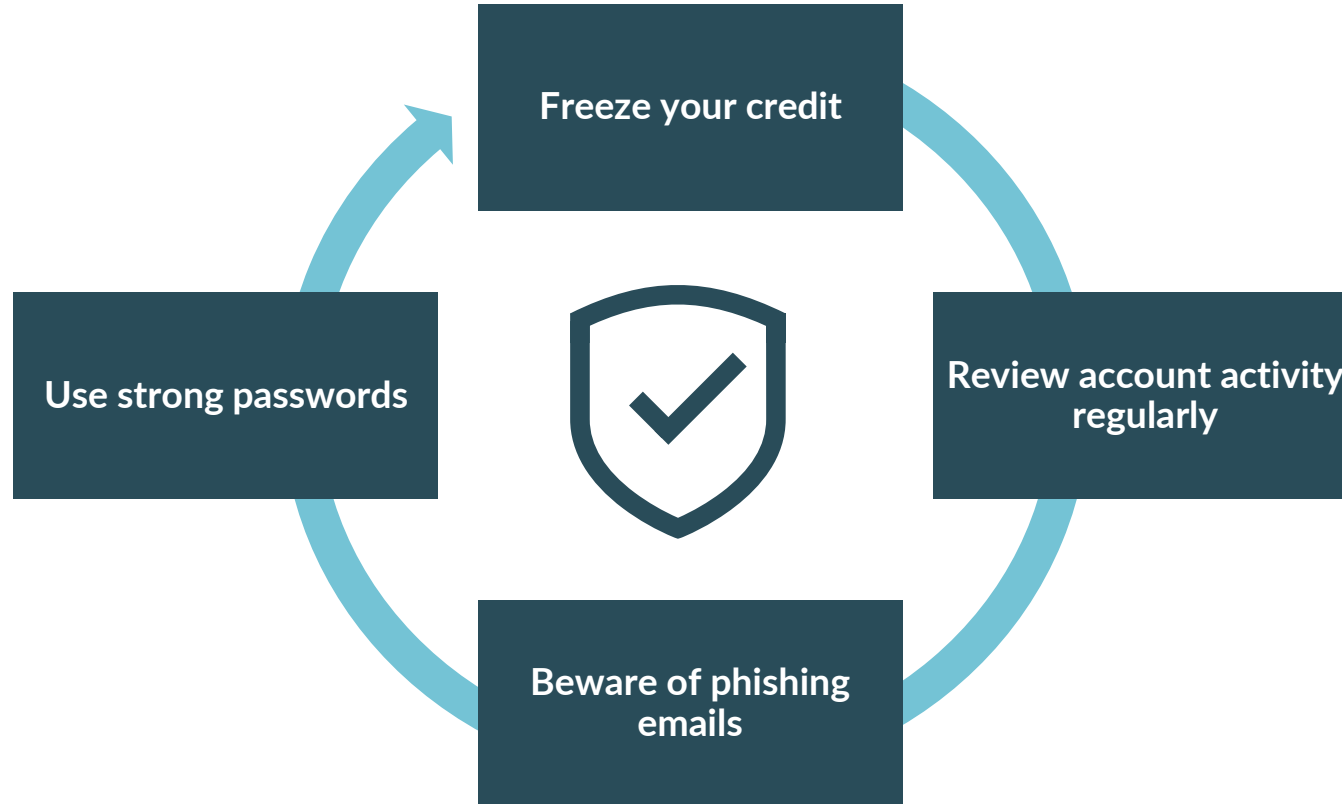 Freeze your credit
Use strong passwords
Review account activity
regularly
Beware of phishing
emails